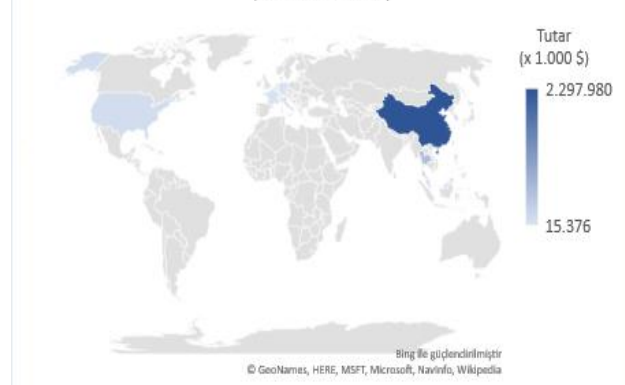 Tutar
(x 1.000 $)
2.297.980
15.376
Bing ile güçlendirilmiştir
© GeoNames, HERE, MSFT, Microsoft, NavInfo, Wikipedia